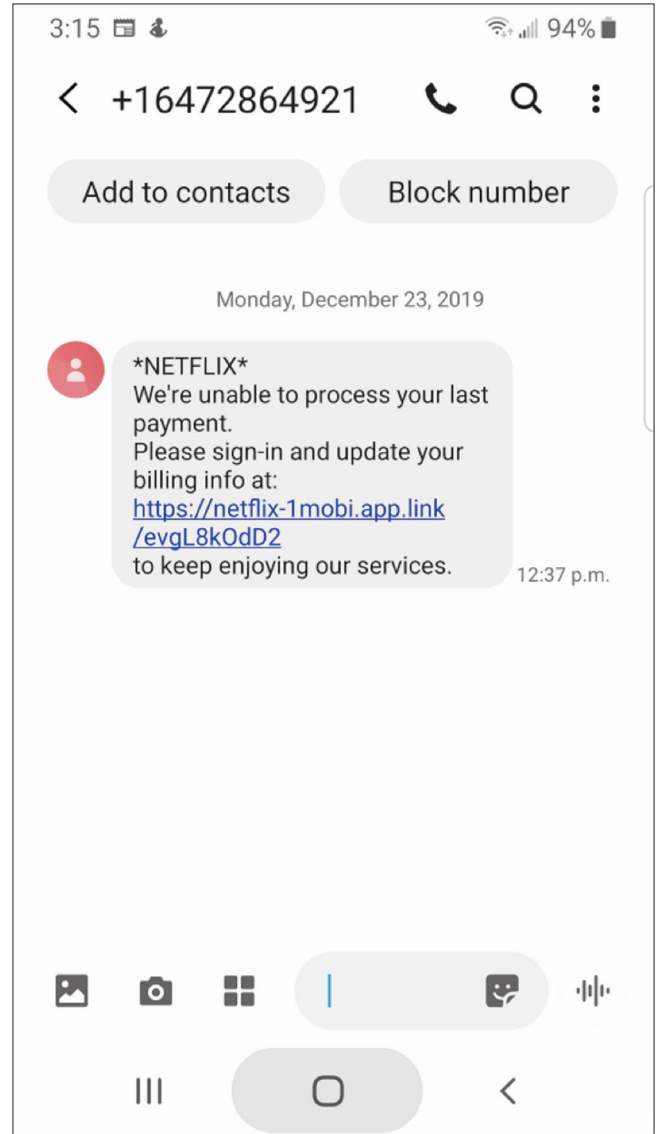 3:15 94%
+16472864921
Add to contacts Block number
Monday, December 23, 2019
*NETFLIX*
We're unable to process your last
payment.
Please sign-in and update your
billing info at:
https://netflix-1mobi.app.link
/evgL8kOdD2
to keep enjoying our services.
12:37 p.m.